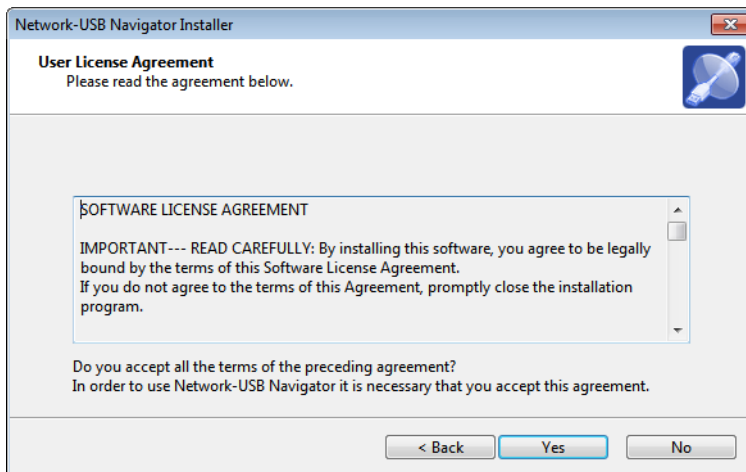 Network-USB Navigator Installer
User License Agreement
Please read the agreement below.
SOFTWARE LICENSE AGREEMENT
IMPORTANT--- READ CAREFULLY: By installing this software, you agree to be legally
bound by the terms of this Software License Agreement.
If you do not agree to the terms of this Agreement, promptly close the installation
program.
Do you accept all the terms of the preceding agreement?
In order to use Network-USB Navigator it is necessary that you accept this agreement.
< Back
Yes
No